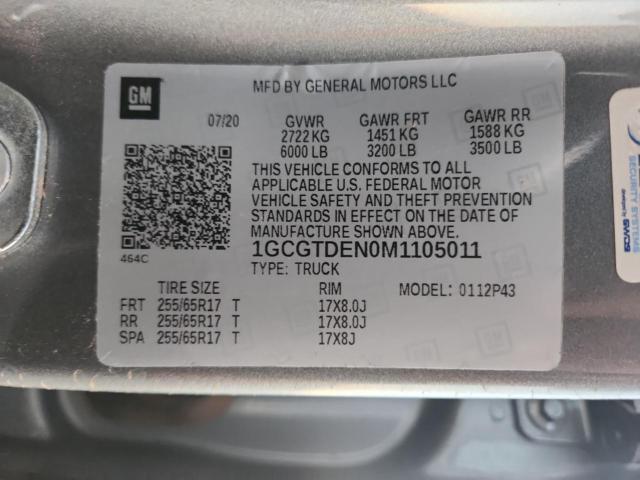 GM
MFD BY GENERAL MOTORS LLC
07/20 GVWR GAWR FRT GAWR RR
2722 KG 1451 KG 1588 KG
6000 LB 3200 LB 3500 LB
THIS VEHICLE CONFORMS TO ALL
APPLICABLE U.S. FEDERAL MOTOR
VEHICLE SAFETY AND THEFT PREVENTION
STANDARDS IN EFFECT ON THE DATE OF
MANUFACTURE SHOWN ABOVE.
464C
1GCGTDEN0M1105011
TYPE: TRUCK
TIRE SIZE RIM MODEL: 0112P43
FRT 255/65R17 T 17X8.0J
RR 255/65R17 T 17X8.0J
SPA 255/65R17 T 17X8J
SECURITY SYSTEMS